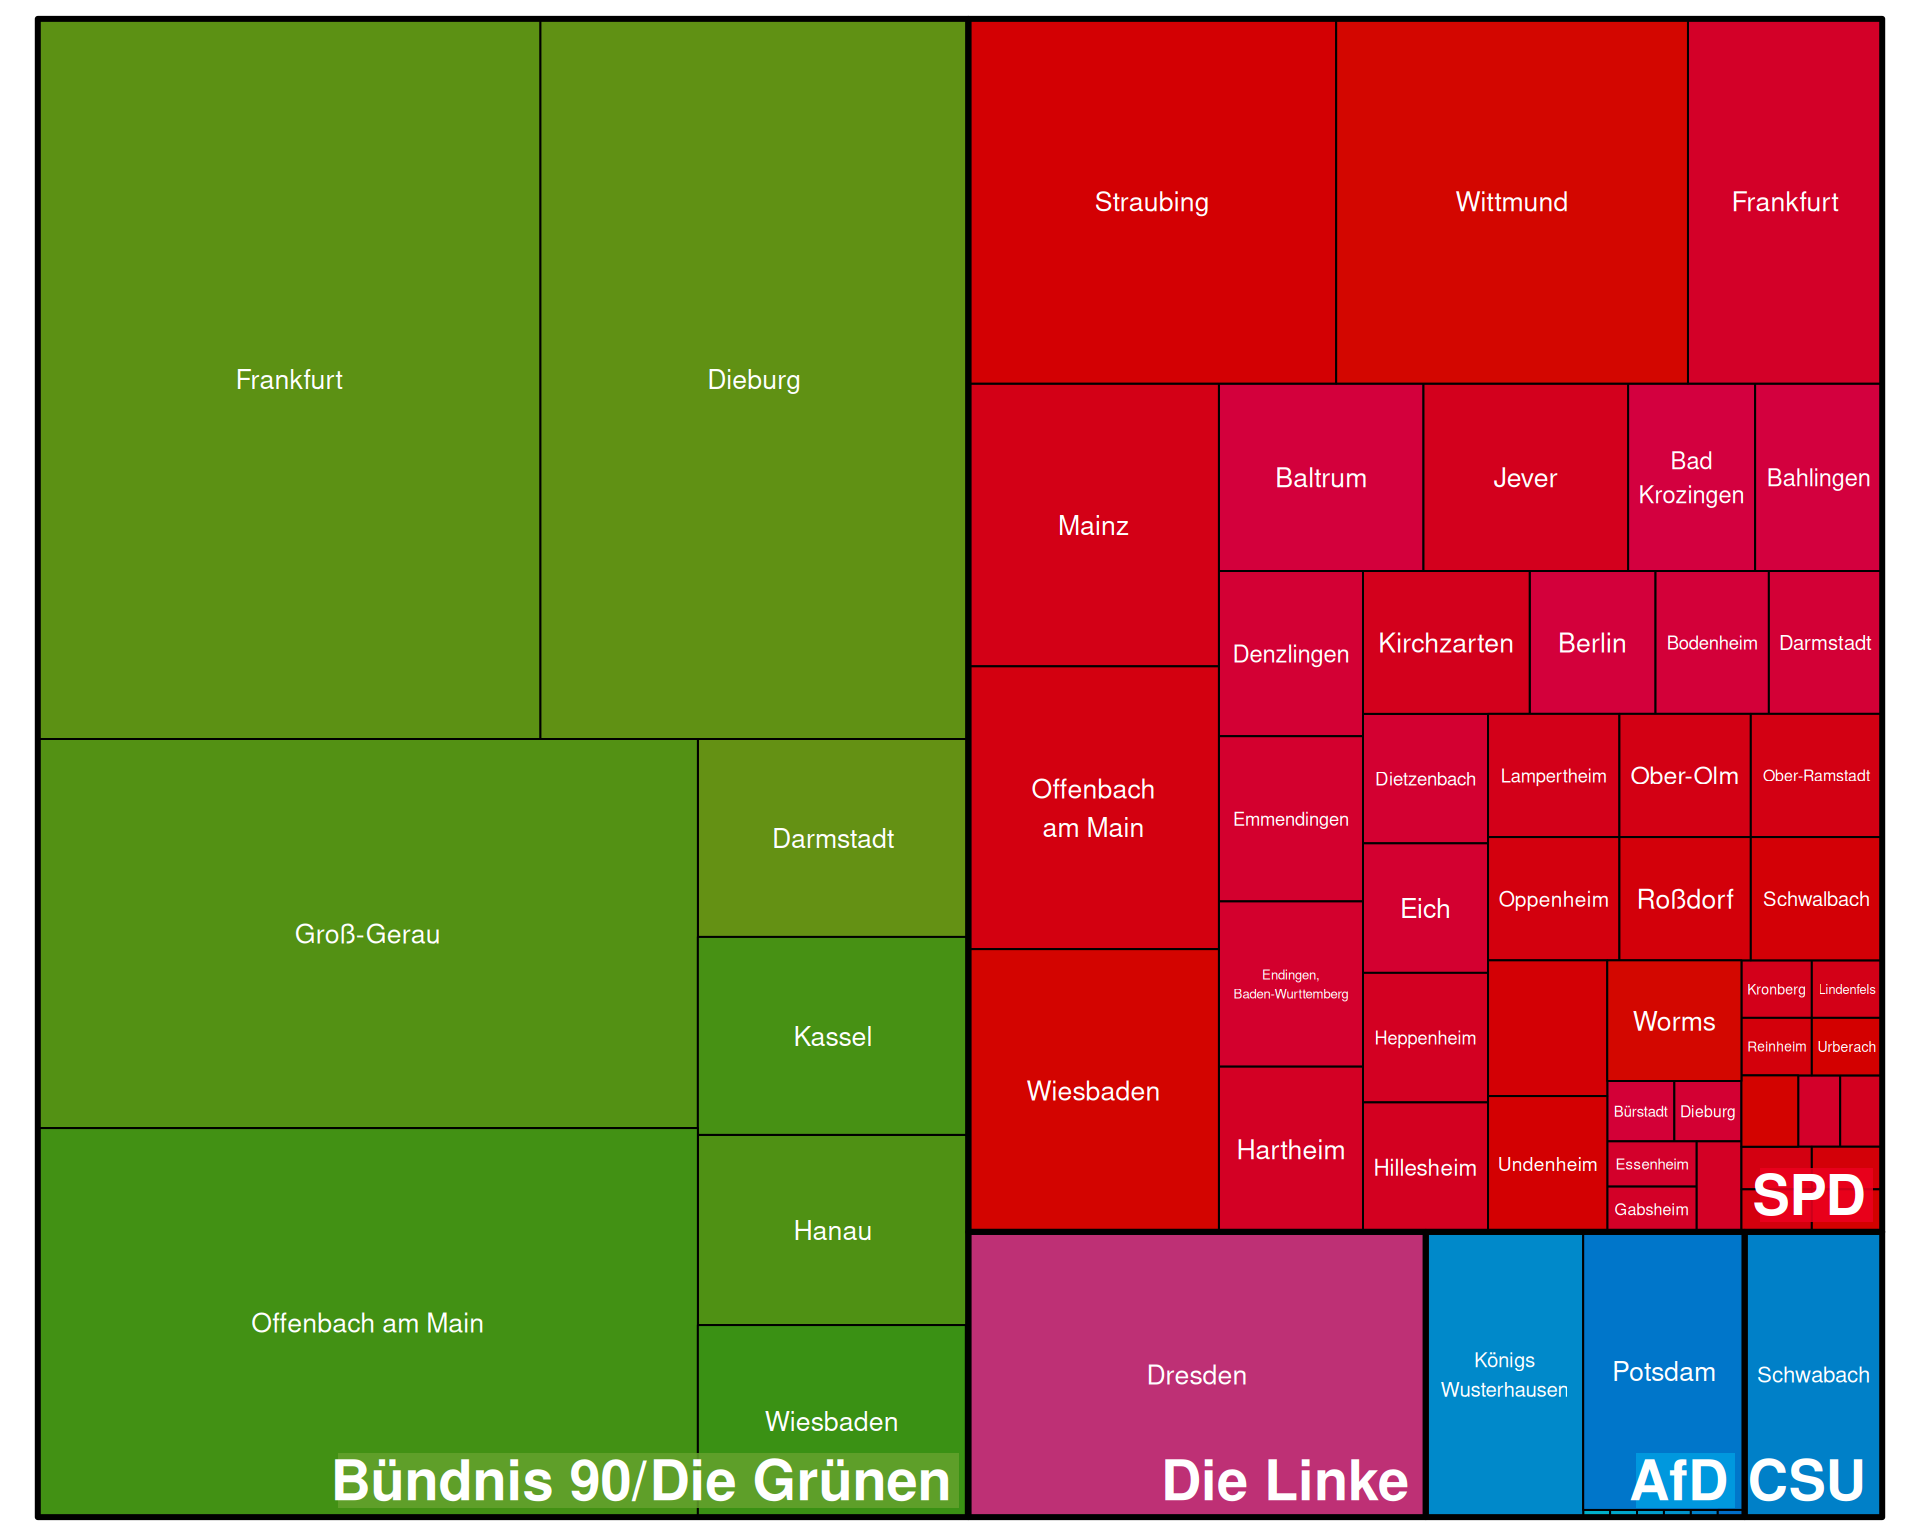 Frankfurt
Dieburg
Groß-Gerau
Darmstadt
Kassel
Hanau
Offenbach am Main
Wiesbaden
Bündnis 90/Die Grünen
Straubing
Wittmund
Frankfurt
Mainz
Baltrum
Jever
Bad
Krozingen
Bahlingen
Denzlingen
Kirchzarten
Berlin
Bodenheim
Darmstadt
Offenbach
am Main
Emmendingen
Dietzenbach
Lampertheim
Ober-Olm
Ober-Ramstadt
Eich
Oppenheim
Roßdorf
Schwalbach
Endingen,
Baden-Wurttemberg
Heppenheim
Worms
Kronberg
Lindenfels
Reinheim
Urberach
Wiesbaden
Hartheim
Hillesheim
Undenheim
Bürstadt
Dieburg
Essenheim
Gabsheim
SPD
Dresden
Die Linke
Königs
Wusterhausen
Potsdam
AfD
Schwabach
CSU